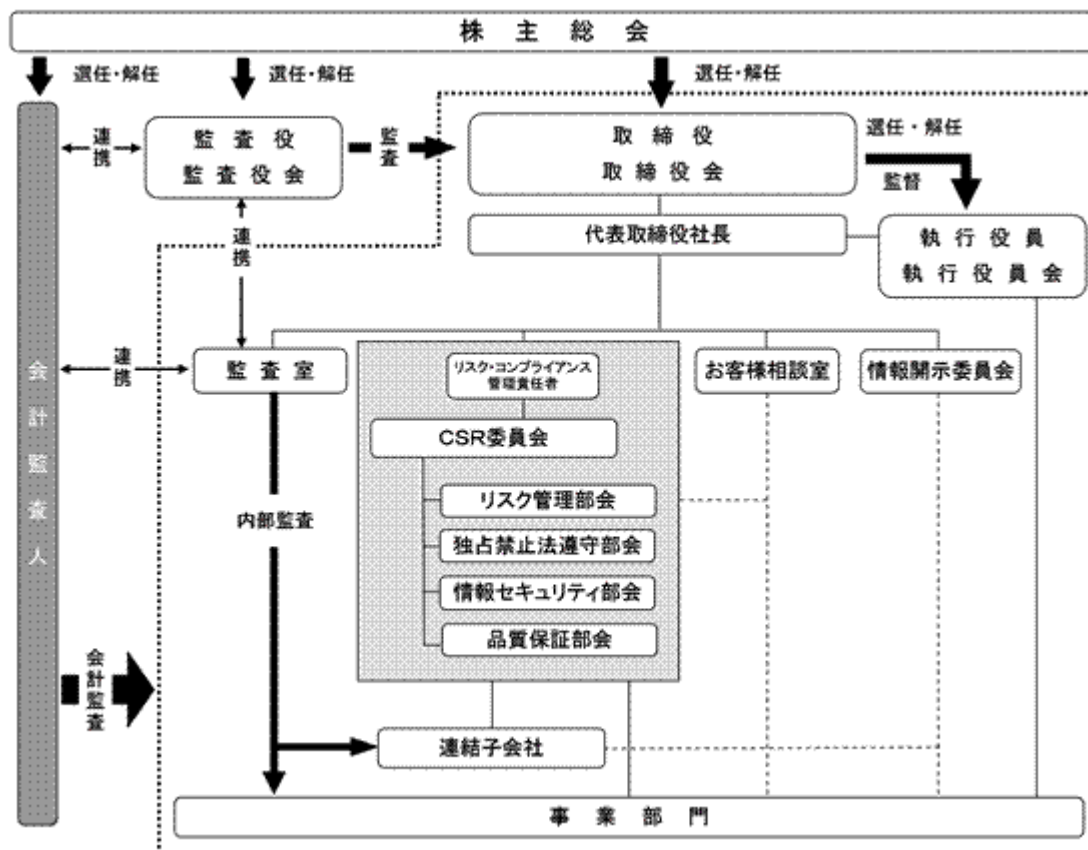 株主総会
選任・解任
選任・解任
選任・解任
連携
監査役
監査役会
監査
取締役
取締役会
選任・解任
監督
代表取締役社長
執行役員
執行役員会
連携
連携
監査室
リスク・コンプライアンス
管理責任者
お客様相談室
情報開示委員会
CSR委員会
リスク管理部会
独占禁止法遵守部会
情報セキュリティ部会
品質保証部会
内部監査
会計監査人
会計監査
連結子会社
事業部門